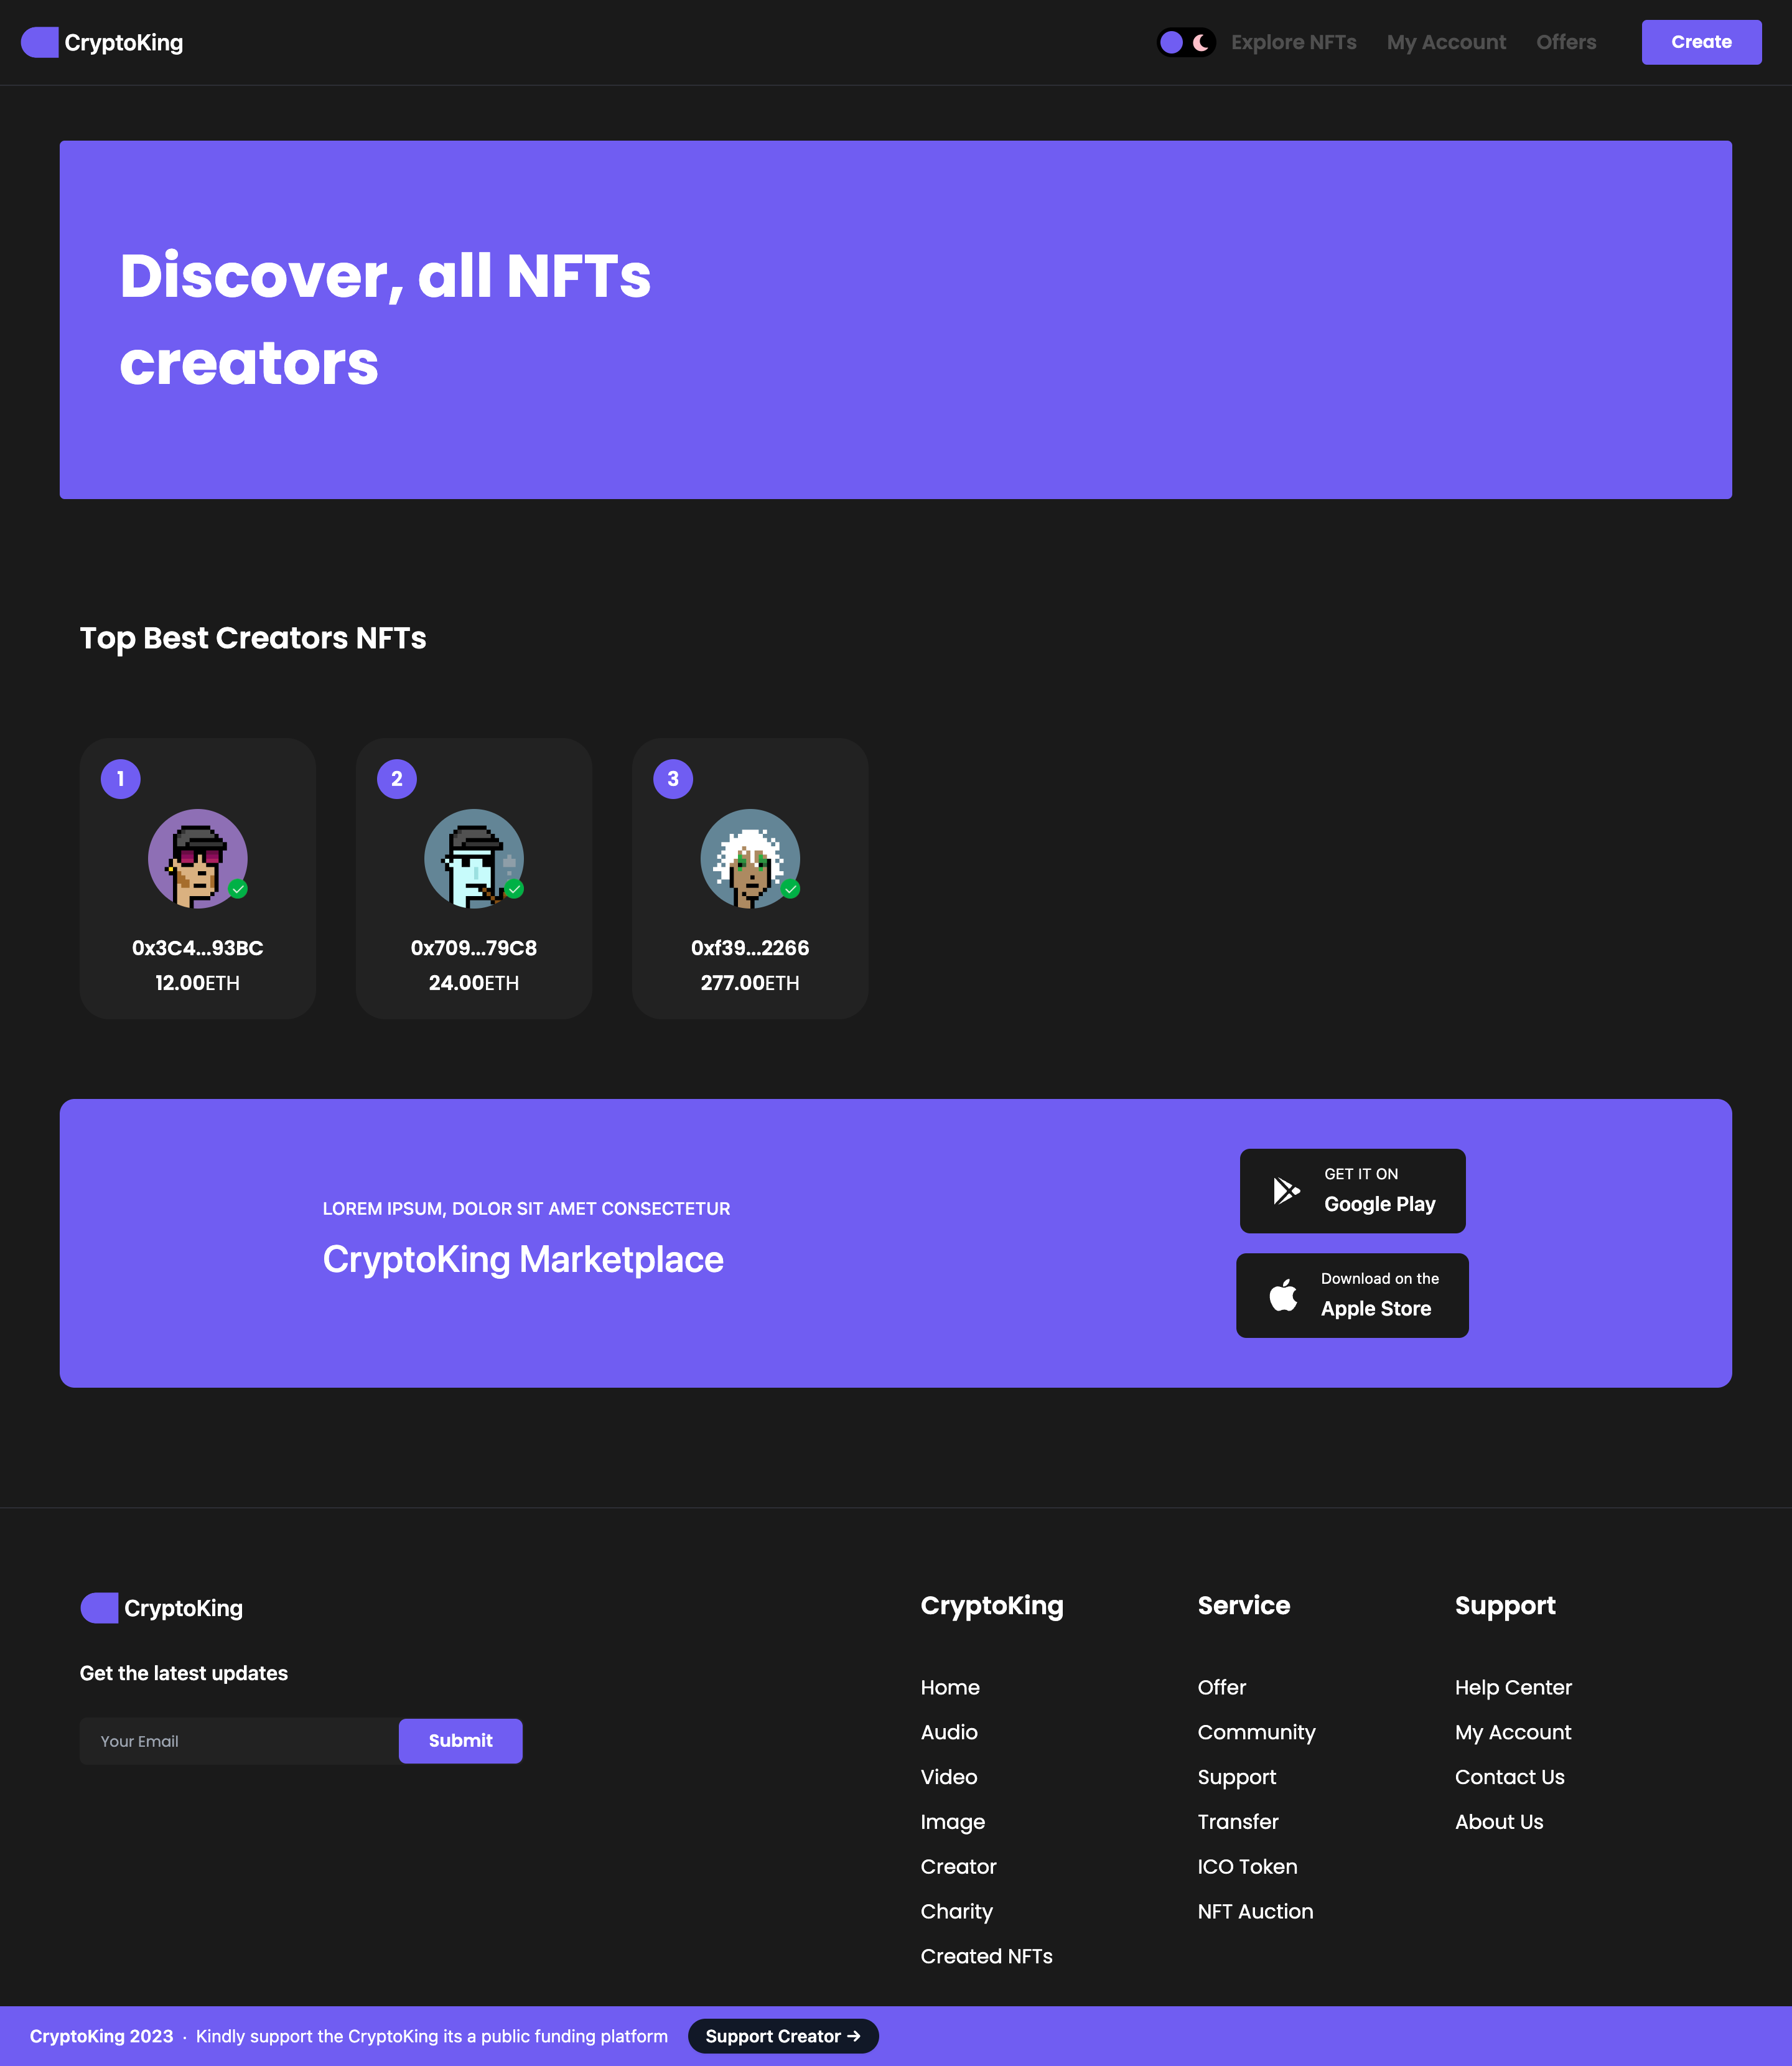 CryptoKing
Explore NFTs
My Account
Offers
Create
Discover, all NFTs
creators
Top Best Creators NFTs
1
2
3
0x3C4...93BC
12.00ETH
0x709...79C8
24.00ETH
0xf39...2266
277.00ETH
LOREM IPSUM, DOLOR SIT AMET CONSECTETUR
CryptoKing Marketplace
GET IT ON
Google Play
Download on the
Apple Store
CryptoKing
Get the latest updates
Your Email
Submit
CryptoKing
Home
Audio
Video
Image
Creator
Charity
Created NFTs
Service
Offer
Community
Support
Transfer
ICO Token
NFT Auction
Support
Help Center
My Account
Contact Us
About Us
CryptoKing 2023 · Kindly support the CryptoKing its a public funding platform
Support Creator →